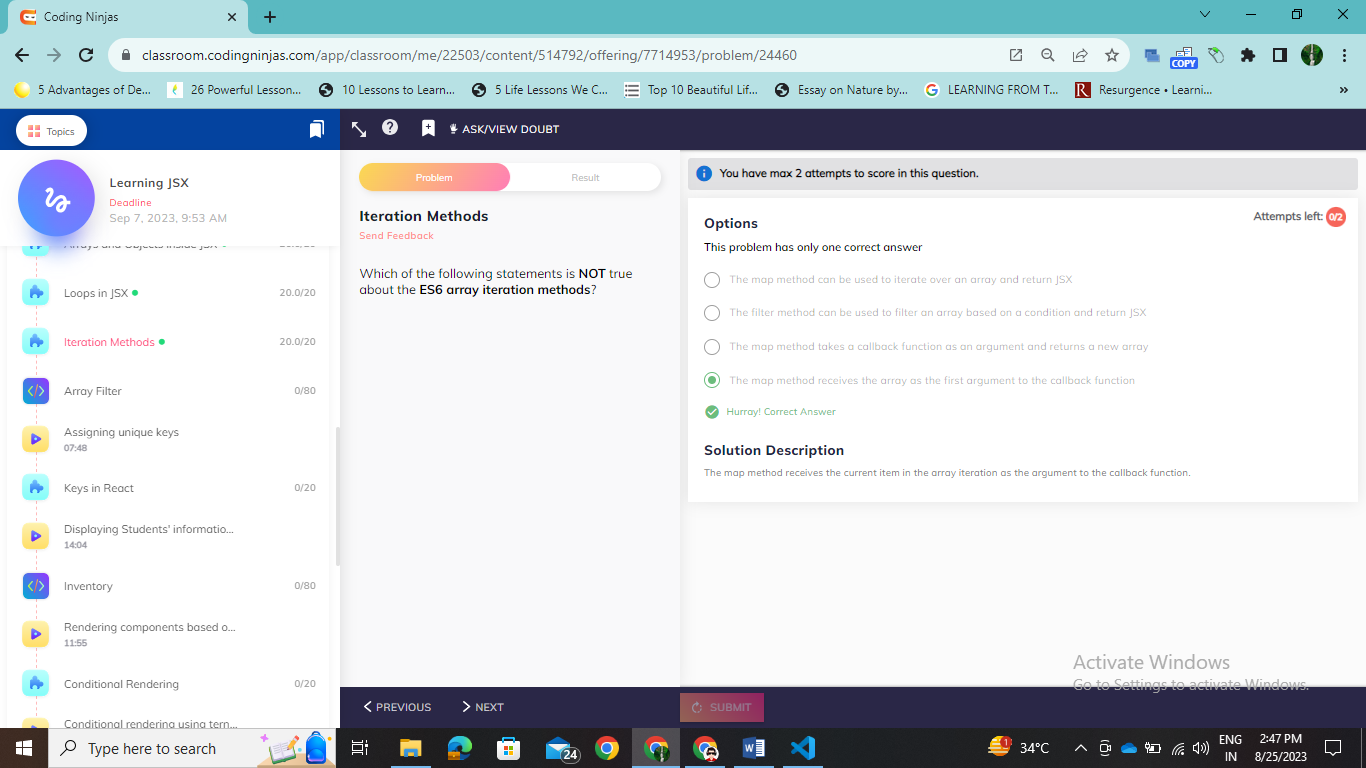 Coding Ninjas
classroom.codingninjas.com/app/classroom/me/22503/content/514792/offering/7714953/problem/24460
COPY
5 Advantages of De...
26 Powerful Lesson...
10 Lessons to Learn...
5 Life Lessons We C...
Top 10 Beautiful Lif...
Essay on Nature by...
LEARNING FROM T...
Resurgence • Learni...
»
Topics
ASK/VIEW DOUBT
Learning JSX
Deadline
Sep 7, 2023, 9:53 AM
Arrays and Objects inside JSX
20.0/20
Loops in JSX
20.0/20
Iteration Methods
20.0/20
Array Filter
0/80
Assigning unique keys
07:48
Keys in React
0/20
Displaying Students' informatio...
14:04
Inventory
0/80
Rendering components based o...
11:55
Conditional Rendering
0/20
Conditional rendering using tern...
Problem
Result
Iteration Methods
Send Feedback
Which of the following statements is NOT true
about the ES6 array iteration methods?
You have max 2 attempts to score in this question.
Options
Attempts left: 0/2
This problem has only one correct answer
The map method can be used to iterate over an array and return JSX
The filter method can be used to filter an array based on a condition and return JSX
The map method takes a callback function as an argument and returns a new array
The map method receives the array as the first argument to the callback function
Hurray! Correct Answer
Solution Description
The map method receives the current item in the array iteration as the argument to the callback function.
Activate Windows
Go to Settings to activate Windows.
PREVIOUS
NEXT
SUBMIT
Type here to search
24
1
34°C
ENG
IN
2:47 PM
8/25/2023